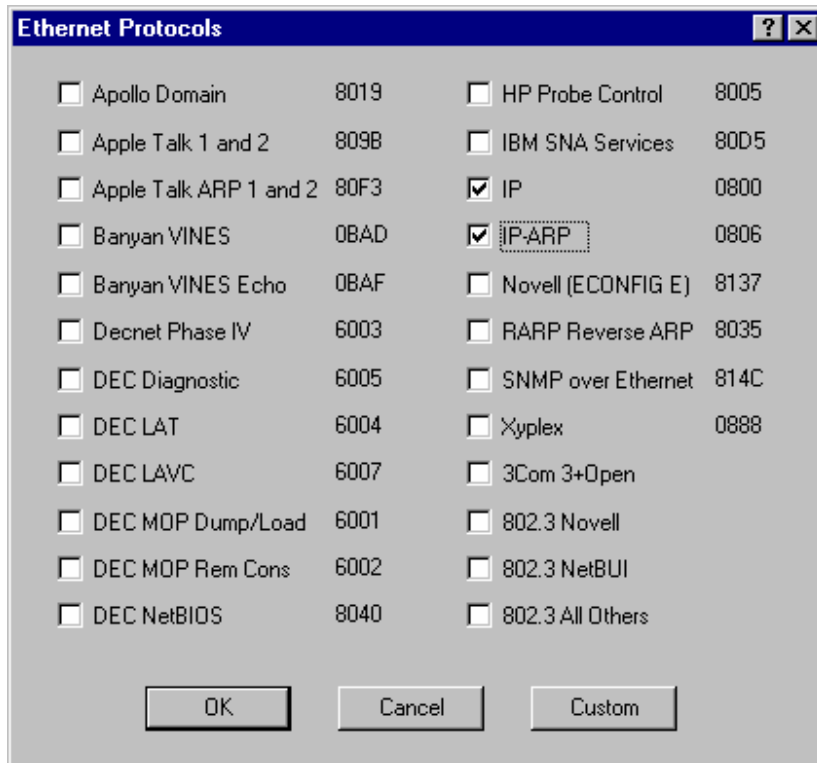 Ethernet Protocols
Apollo Domain 8019
Apple Talk 1 and 2 809B
Apple Talk ARP 1 and 2 80F3
Banyan VINES 0BAD
Banyan VINES Echo 0BAF
Decnet Phase IV 6003
DEC Diagnostic 6005
DEC LAT 6004
DEC LAVC 6007
DEC MOP Dump/Load 6001
DEC MOP Rem Cons 6002
DEC NetBIOS 8040
HP Probe Control 8005
IBM SNA Services 80D5
IP 0800
IP-ARP 0806
Novell (ECONFIG E) 8137
RARP Reverse ARP 8035
SNMP over Ethernet 814C
Xyplex 0888
3Com 3+Open
802.3 Novell
802.3 NetBUI
802.3 All Others
OK Cancel Custom